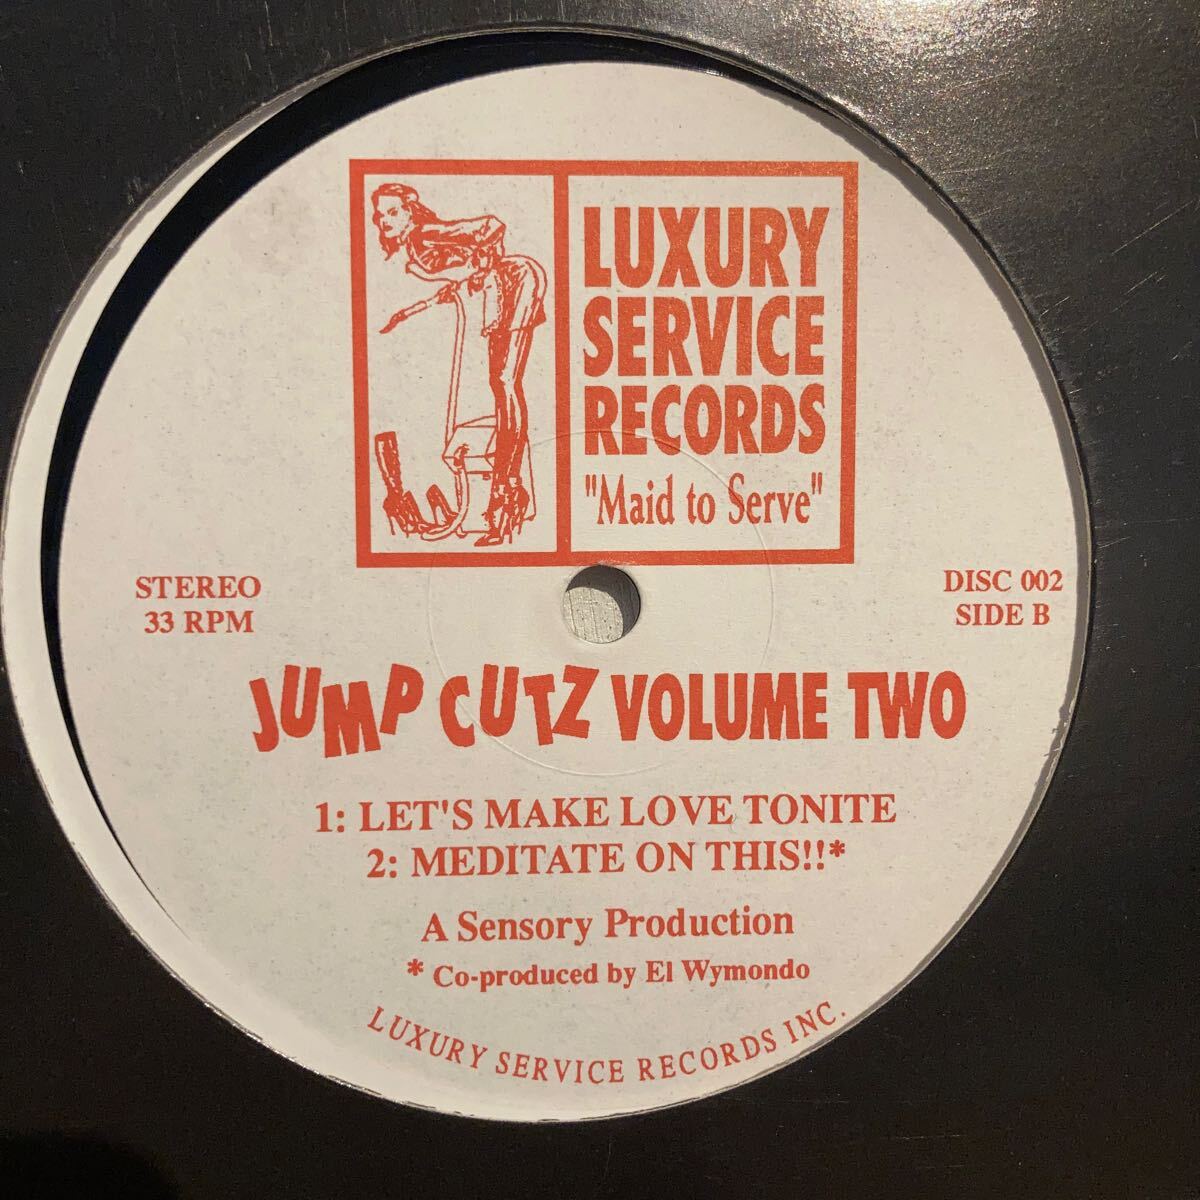 LUXURY
SERVICE
RECORDS
"Maid to Serve"
STEREO
33 RPM
DISC 002
SIDE B
JUMP CUTZ VOLUME TWO
1: LET'S MAKE LOVE TONITE
2: MEDITATE ON THIS!!*
A Sensory Production
* Co-produced by El Wymondo
LUXURY SERVICE RECORDS INC.